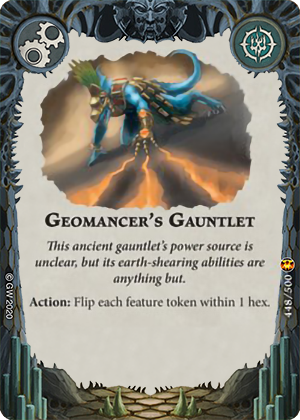 GEOMANCER'S GAUNTLET
This ancient gauntlet's power source is
unclear, but its earth-shearing abilities are
anything but.
Action: Flip each feature token within 1 hex.
© GW 2020
448/500